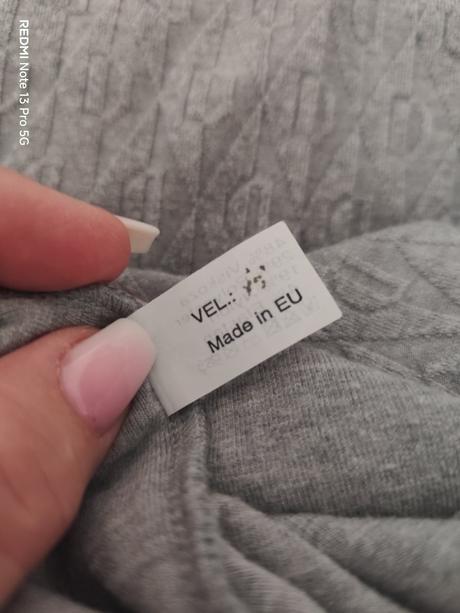 REDMI Note 13 Pro 5G
VEL.:
Made in EU